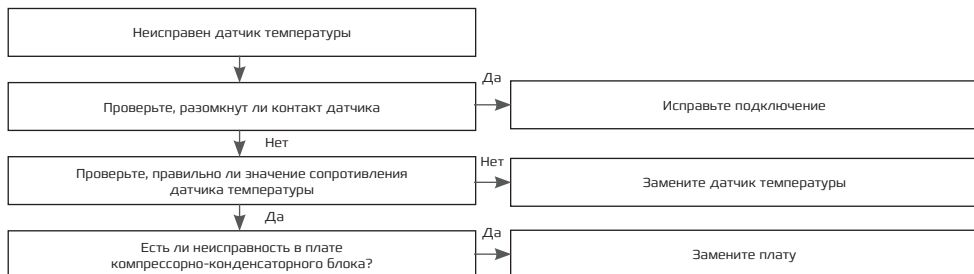 Неисправен датчик температуры
Да
Проверьте, разомкнут ли контакт датчика
Исправьте подключение
Нет
Проверьте, правильно ли значение сопротивления
датчика температуры
Нет
Замените датчик температуры
Да
Есть ли неисправность в плате
компрессорно-конденсаторного блока?
Да
Замените плату